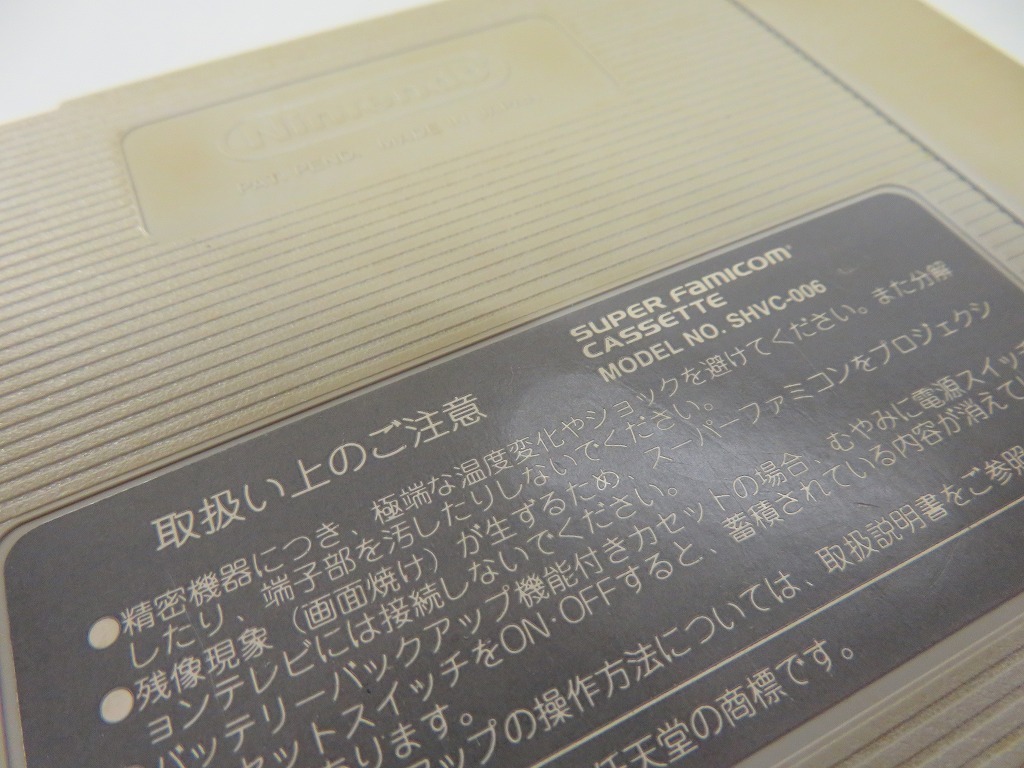 Nintendo
PAT. PEND. MADE IN JAPAN
SUPER FAMICOM
CASSETTE
MODEL NO. SHVC-006
取扱い上のご注意
●精密機器につき、極端な温度変化やショックを避けてください。また分解
したり、端子部を汚したりしないでください。
●残像現象（画面焼け）が生ずるため、スーパーファミコンをプロジェクシ
ョンテレビには接続しないでください。
バッテリーバックアップ機能付きカセットの場合、むやみに電源スイッチ
セットスイッチをON・OFFすると、蓄積されている内容が消えてし
あります。
ップの操作方法については、取扱説明書をご参照
任天堂の商標です。